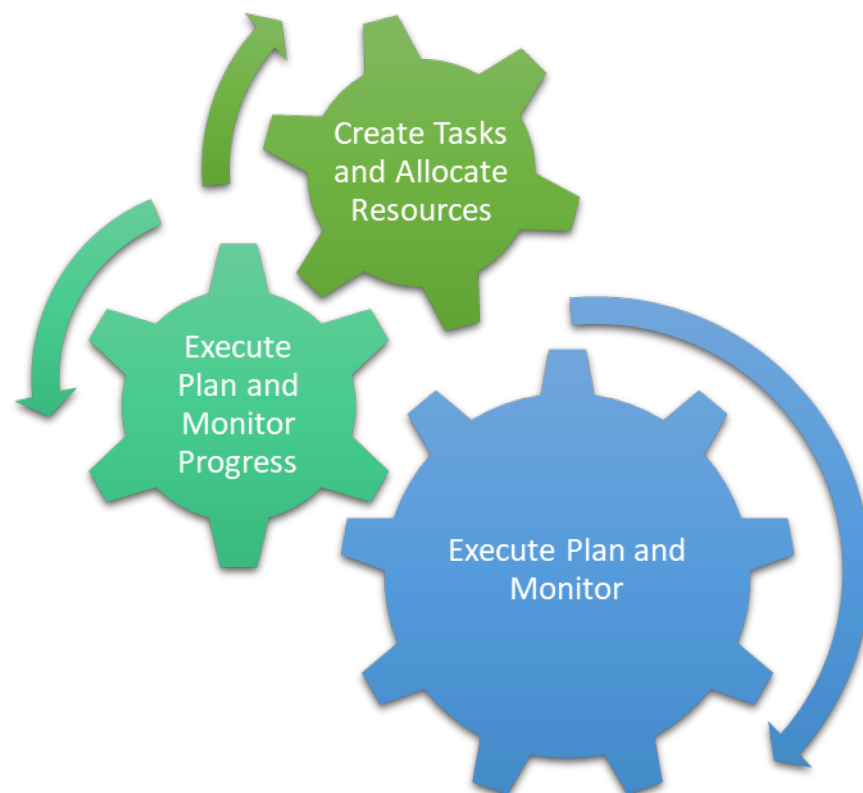 Create Tasks
and Allocate
Resources
Execute
Plan and
Monitor
Progress
Execute Plan and
Monitor